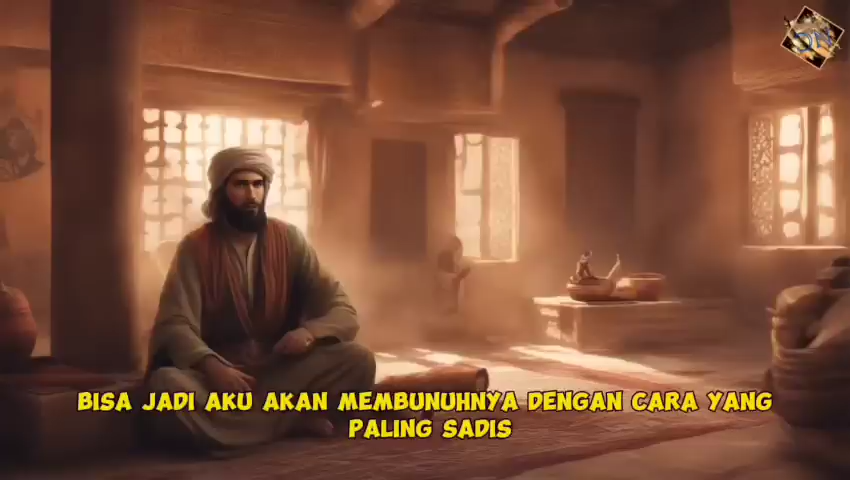 BISA JADI AKU AKAN MEMBUNUHNYA DENGAN CARA YANG
PALING SADIS